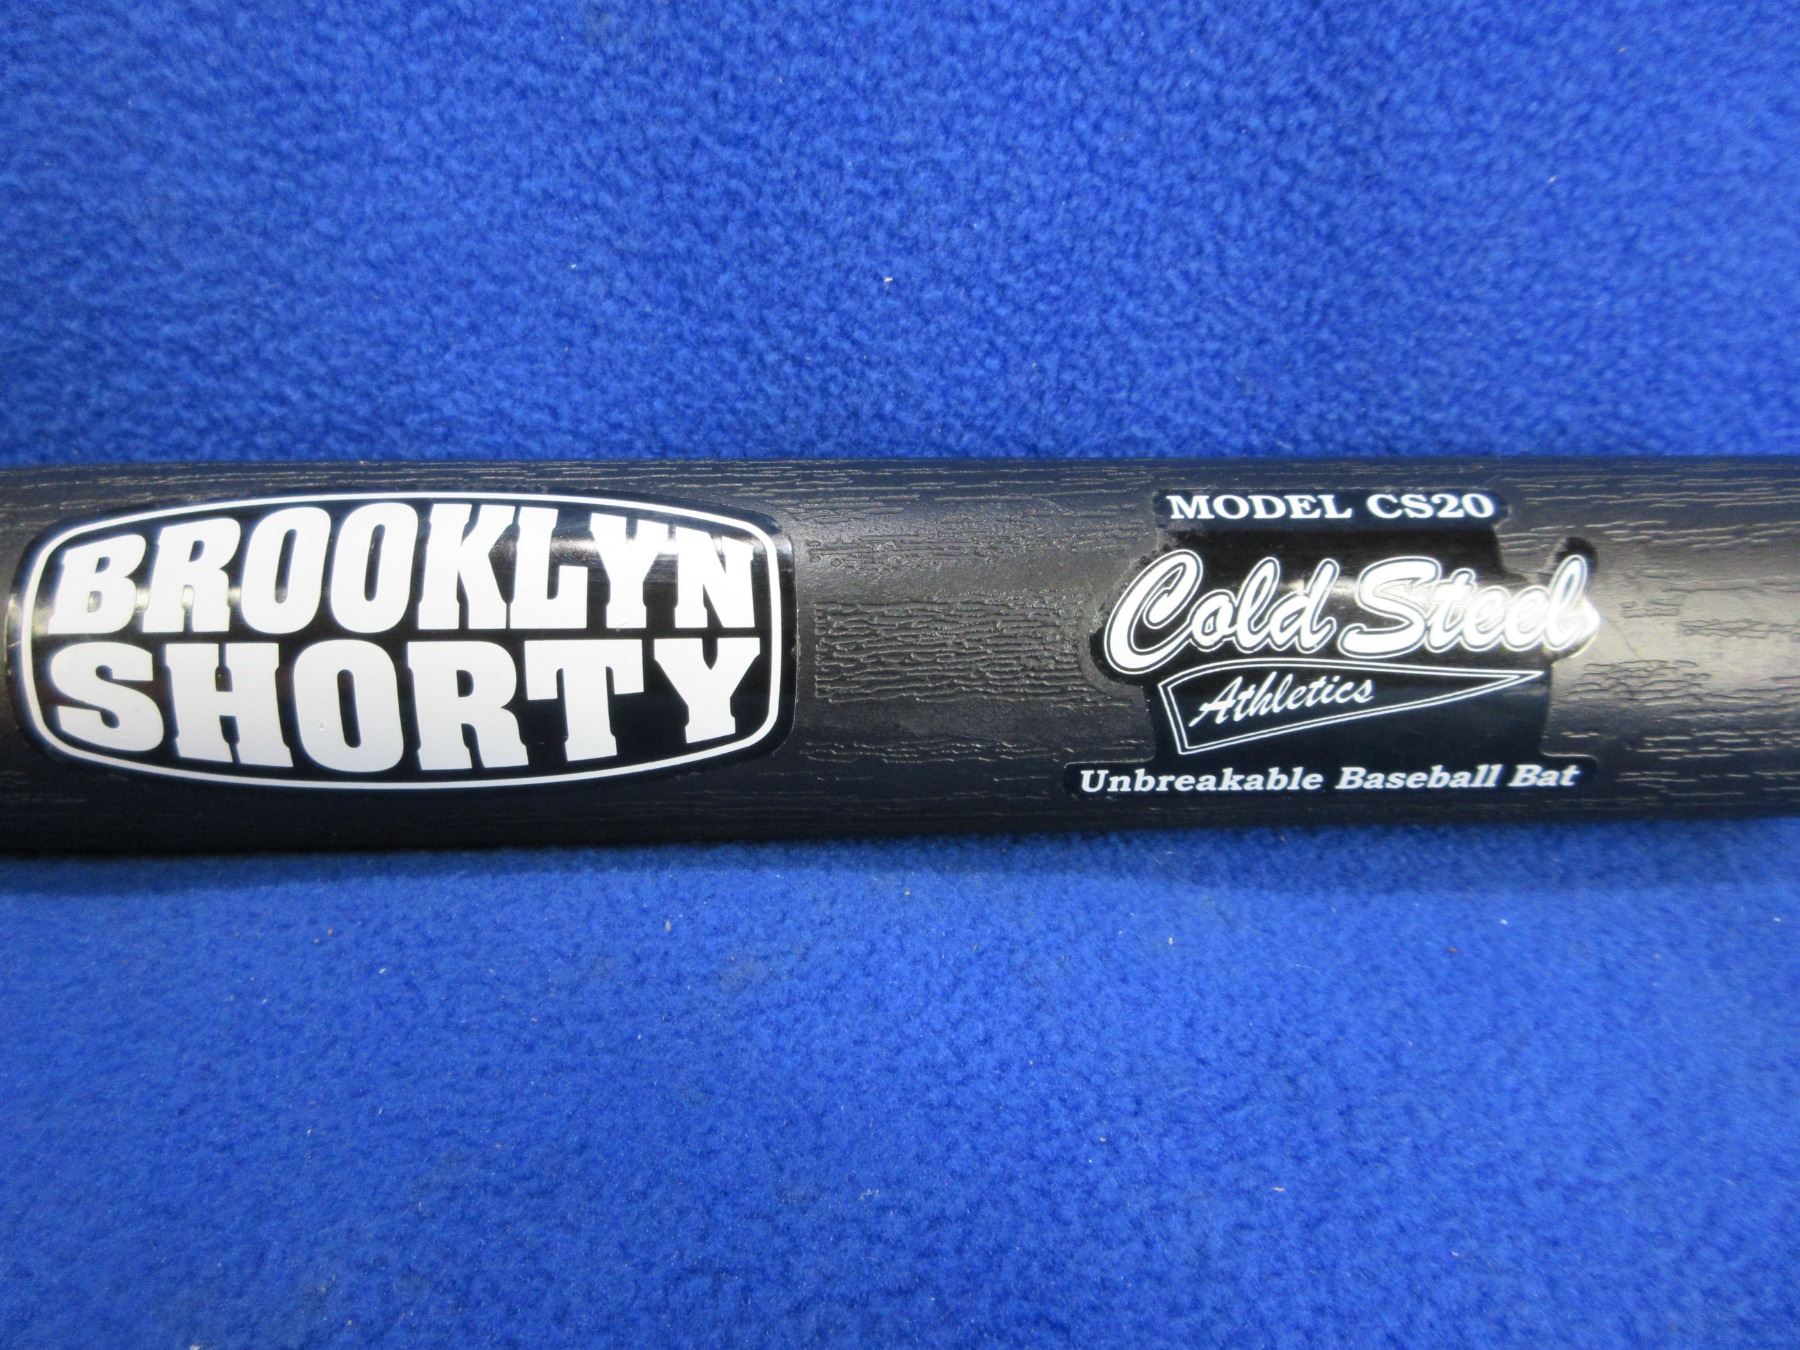 BROOKLYN
SHORTY
MODEL CS20
Cold Steel
Athletics
Unbreakable Baseball Bat